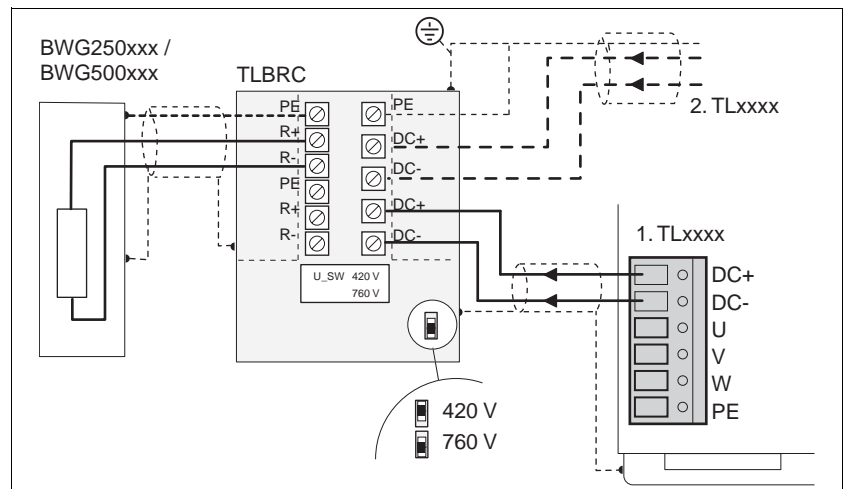 BWG250xxx /
BWG500xxx
TLBRC
PE
R+
R-
PE
R+
R-
PE
DC+
DC-
DC+
DC-
U_SW 420 V
760 V
420 V
760 V
2. TLxxxx
1. TLxxxx
DC+
DC-
U
V
W
PE